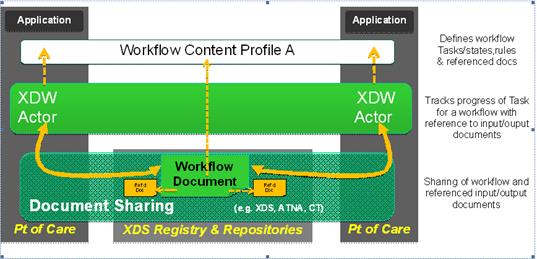 Application
Application
Workflow Content Profile A
Defines workflow
Tasks/states,rules
& referenced docs
XDW
Actor
XDW
Actor
Tracks progress of Task
for a workflow with
reference to input/ouput
documents
Workflow
Document
Ref'd
Doc
Ref'd
Doc
Document Sharing
(e.g. XDS, ATNA, CT)
Sharing of workflow and
referenced input/output
documents
Pt of Care
XDS Registry & Repositories
Pt of Care